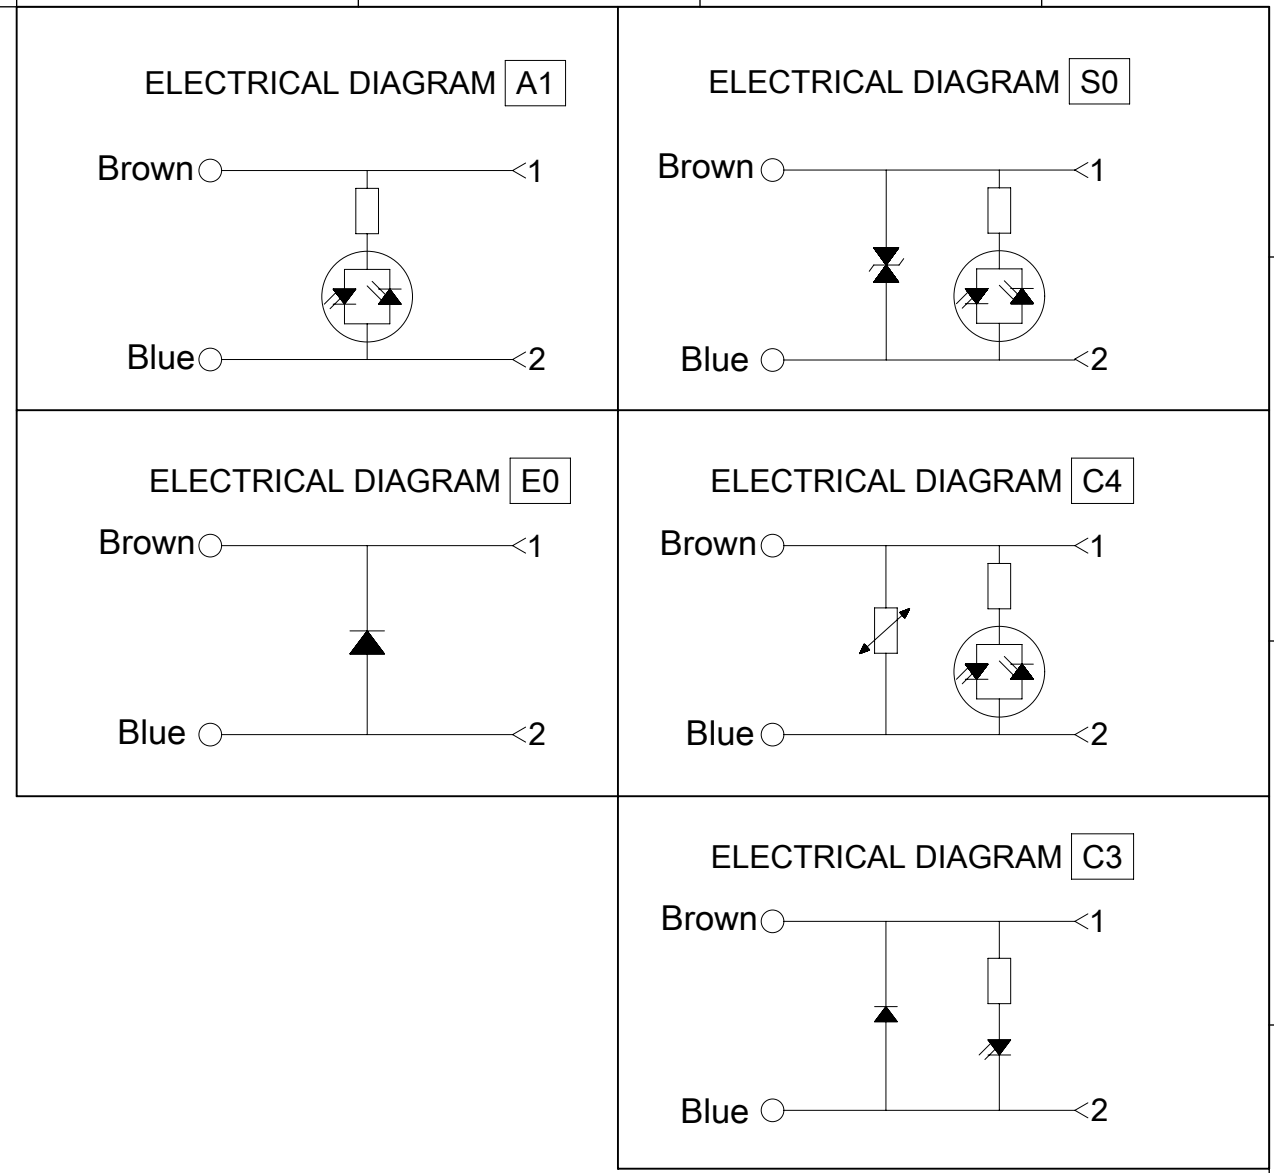 ELECTRICAL DIAGRAM A1
Brown 1
Blue 2
ELECTRICAL DIAGRAM S0
Brown 1
Blue 2
ELECTRICAL DIAGRAM E0
Brown 1
Blue 2
ELECTRICAL DIAGRAM C4
Brown 1
Blue 2
ELECTRICAL DIAGRAM C3
Brown 1
Blue 2